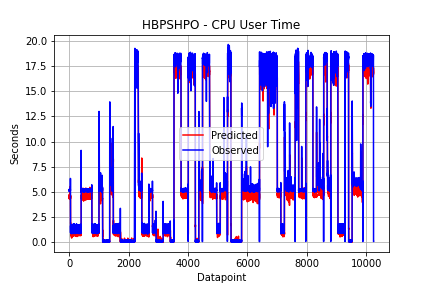 HBPSHPO - CPU User Time
20.0
17.5
15.0
12.5
10.0
7.5
5.0
2.5
0.0
Seconds
Predicted
Observed
0 2000 4000 6000 8000 10000
Datapoint